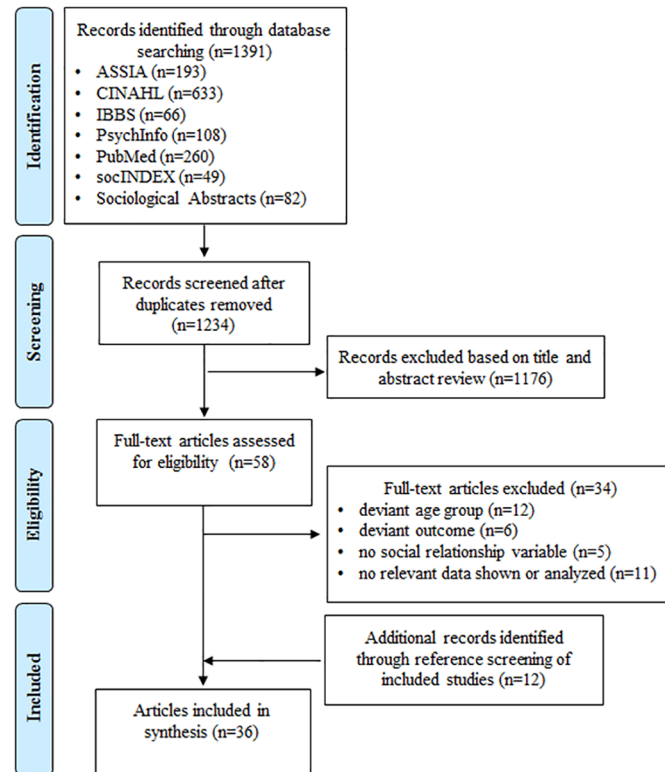 Identification
Records identified through database
searching (n=1391)
• ASSIA (n=193)
• CINAHL (n=633)
• IBBS (n=66)
• PsychInfo (n=108)
• PubMed (n=260)
• socINDEX (n=49)
• Sociological Abstracts (n=82)
Screening
Records screened after
duplicates removed
(n=1234)
Records excluded based on title and
abstract review (n=1176)
Eligibility
Full-text articles assessed
for eligibility (n=58)
Full-text articles excluded (n=34)
• deviant age group (n=12)
• deviant outcome (n=6)
• no social relationship variable (n=5)
• no relevant data shown or analyzed (n=11)
Included
Additional records identified
through reference screening of
included studies (n=12)
Articles included in
synthesis (n=36)